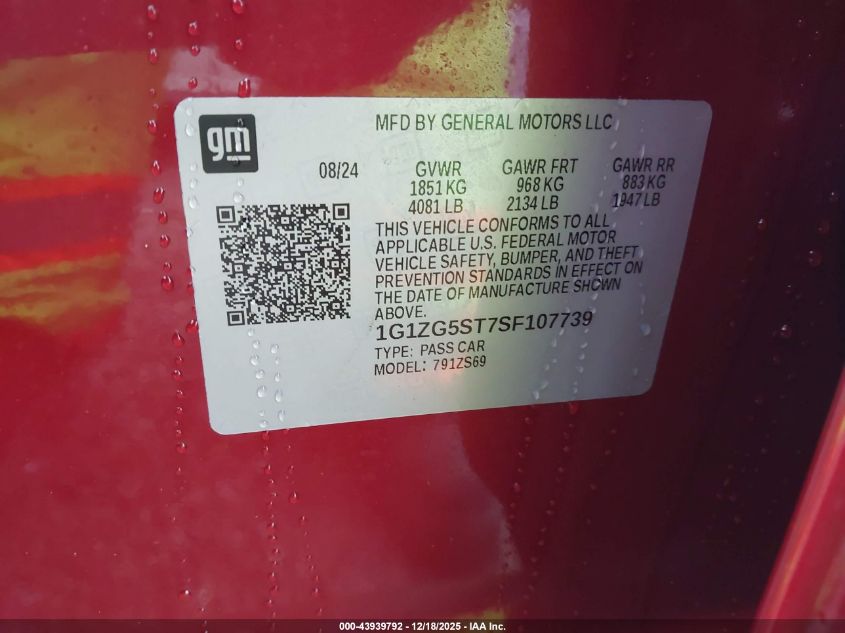 gm
MFD BY GENERAL MOTORS LLC
08/24
GVWR GAWR FRT GAWR RR
1851 KG 968 KG 883 KG
4081 LB 2134 LB 1947 LB
THIS VEHICLE CONFORMS TO ALL
APPLICABLE U.S. FEDERAL MOTOR
VEHICLE SAFETY, BUMPER, AND THEFT
PREVENTION STANDARDS IN EFFECT ON
THE DATE OF MANUFACTURE SHOWN
ABOVE.
1G1ZG5ST7SF107739
TYPE: PASS CAR
MODEL: 791ZS69
000-43939792 - 12/18/2025 - IAA Inc.